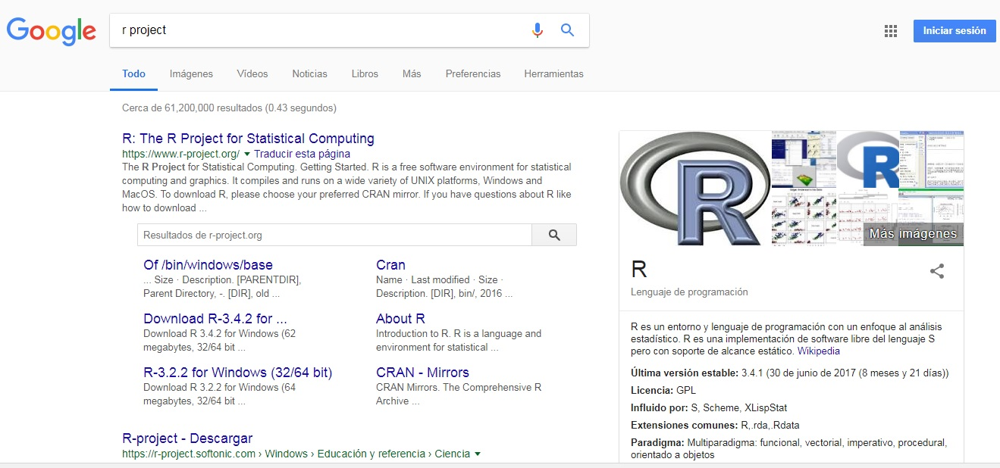 Google
r project
Iniciar sesión
Todo Imágenes Vídeos Noticias Libros Más Preferencias Herramientas
Cerca de 61,200,000 resultados (0.43 segundos)
R: The R Project for Statistical Computing
https://www.r-project.org/ ▼ Traducir esta página
The R Project for Statistical Computing. Getting Started. R is a free software environment for statistical
computing and graphics. It compiles and runs on a wide variety of UNIX platforms, Windows and
MacOS. To download R, please choose your preferred CRAN mirror. If you have questions about R like
how to download ...
Resultados de r-project.org
Of /bin/windows/base
... Size · Description. [PARENTDIR],
Parent Directory, -. [DIR], old ...
Cran
Name · Last modified · Size ·
Description. [DIR], bin/, 2016 ...
Download R-3.4.2 for ...
Download R 3.4.2 for Windows (62
megabytes, 32/64 bit ...
About R
Introduction to R. R is a language and
environment for statistical ...
R-3.2.2 for Windows (32/64 bit)
Download R 3.2.2 for Windows (64
megabytes, 32/64 bit ...
CRAN - Mirrors
CRAN Mirrors. The Comprehensive R
Archive ...
R-project - Descargar
https://r-project.softonic.com › Windows › Educación y referencia › Ciencia ▼
R
R
Más imágenes
R
Lenguaje de programación
R es un entorno y lenguaje de programación con un enfoque al análisis
estadístico. R es una implementación de software libre del lenguaje S
pero con soporte de alcance estático. Wikipedia
Última versión estable: 3.4.1 (30 de junio de 2017 (8 meses y 21 días))
Licencia: GPL
Influido por: S, Scheme, XLispStat
Extensiones comunes: R,.rda,.Rdata
Paradigma: Multiparadigma: funcional, vectorial, imperativo, procedural,
orientado a objetos